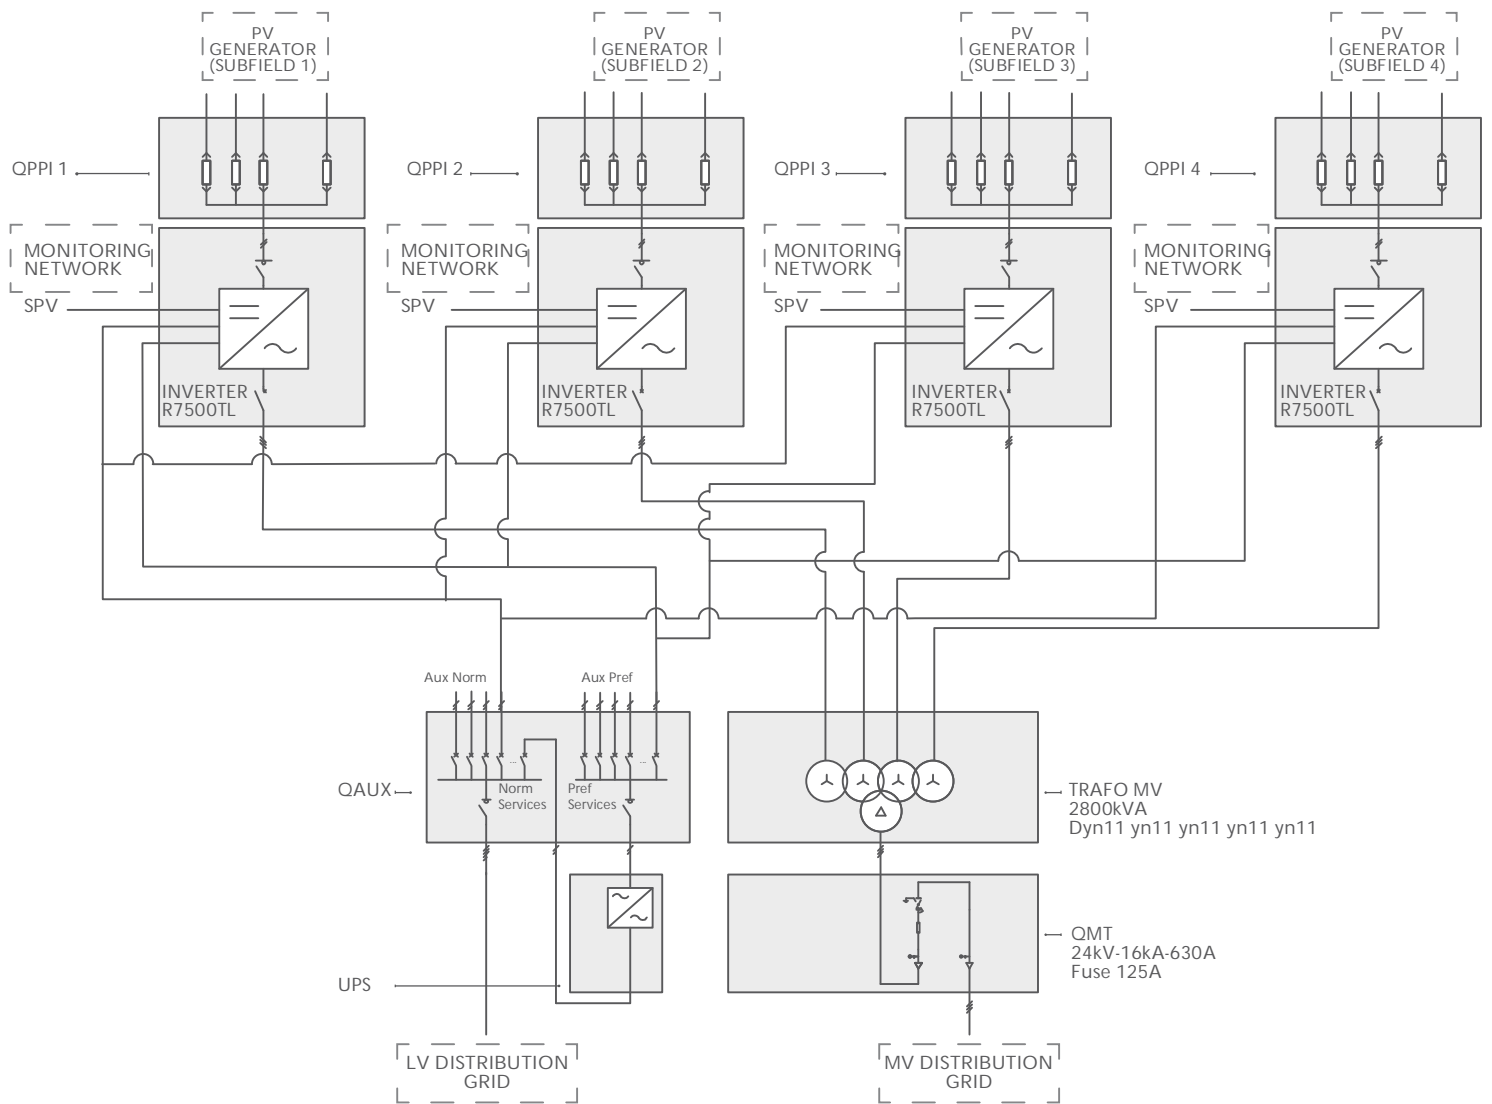 PV
GENERATOR
(SUBFIELD 1)
PV
GENERATOR
(SUBFIELD 2)
PV
GENERATOR
(SUBFIELD 3)
PV
GENERATOR
(SUBFIELD 4)
QPPI 1
QPPI 2
QPPI 3
QPPI 4
MONITORING
NETWORK
MONITORING
NETWORK
MONITORING
NETWORK
MONITORING
NETWORK
SPV
SPV
SPV
SPV
INVERTER
R7500TL
INVERTER
R7500TL
INVERTER
R7500TL
INVERTER
R7500TL
Aux Norm
Aux Pref
...
...
QAUX
Norm
Services
Pref
Services
TRAFO MV
2800kVA
Dyn11 yn11 yn11 yn11 yn11
QMT
24kV-16kA-630A
Fuse 125A
UPS
LV DISTRIBUTION
GRID
MV DISTRIBUTION
GRID